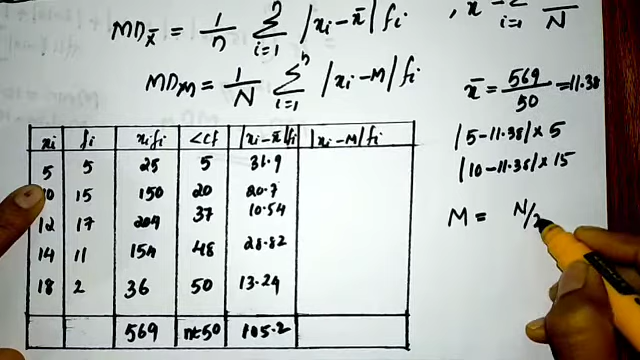 MD x̄ = 1/n n Σ i=1 |xi - x̄| fi , x̄ = Σ i=1 / N
MD M = 1/N n Σ i=1 |xi - M| fi
x̄ = 569/50 = 11.38
|5 - 11.38| × 5
|10 - 11.38| × 15
M = N/2
xi fi xifi <cf |xi - x̄|fi |xi - M|fi
5 5 25 5 31.9
10 15 150 20 20.7
12 17 204 37 10.54
14 11 154 48 28.82
18 2 36 50 13.24
569 n=50 105.2